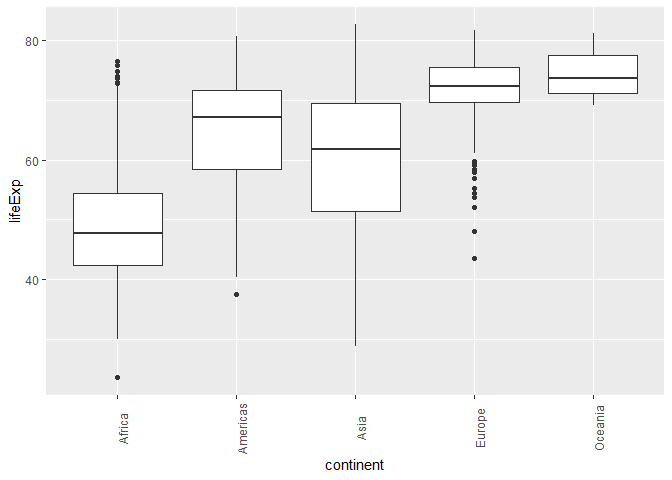 lifeExp
80
60
40
Africa
Americas
Asia
Europe
Oceania
continent